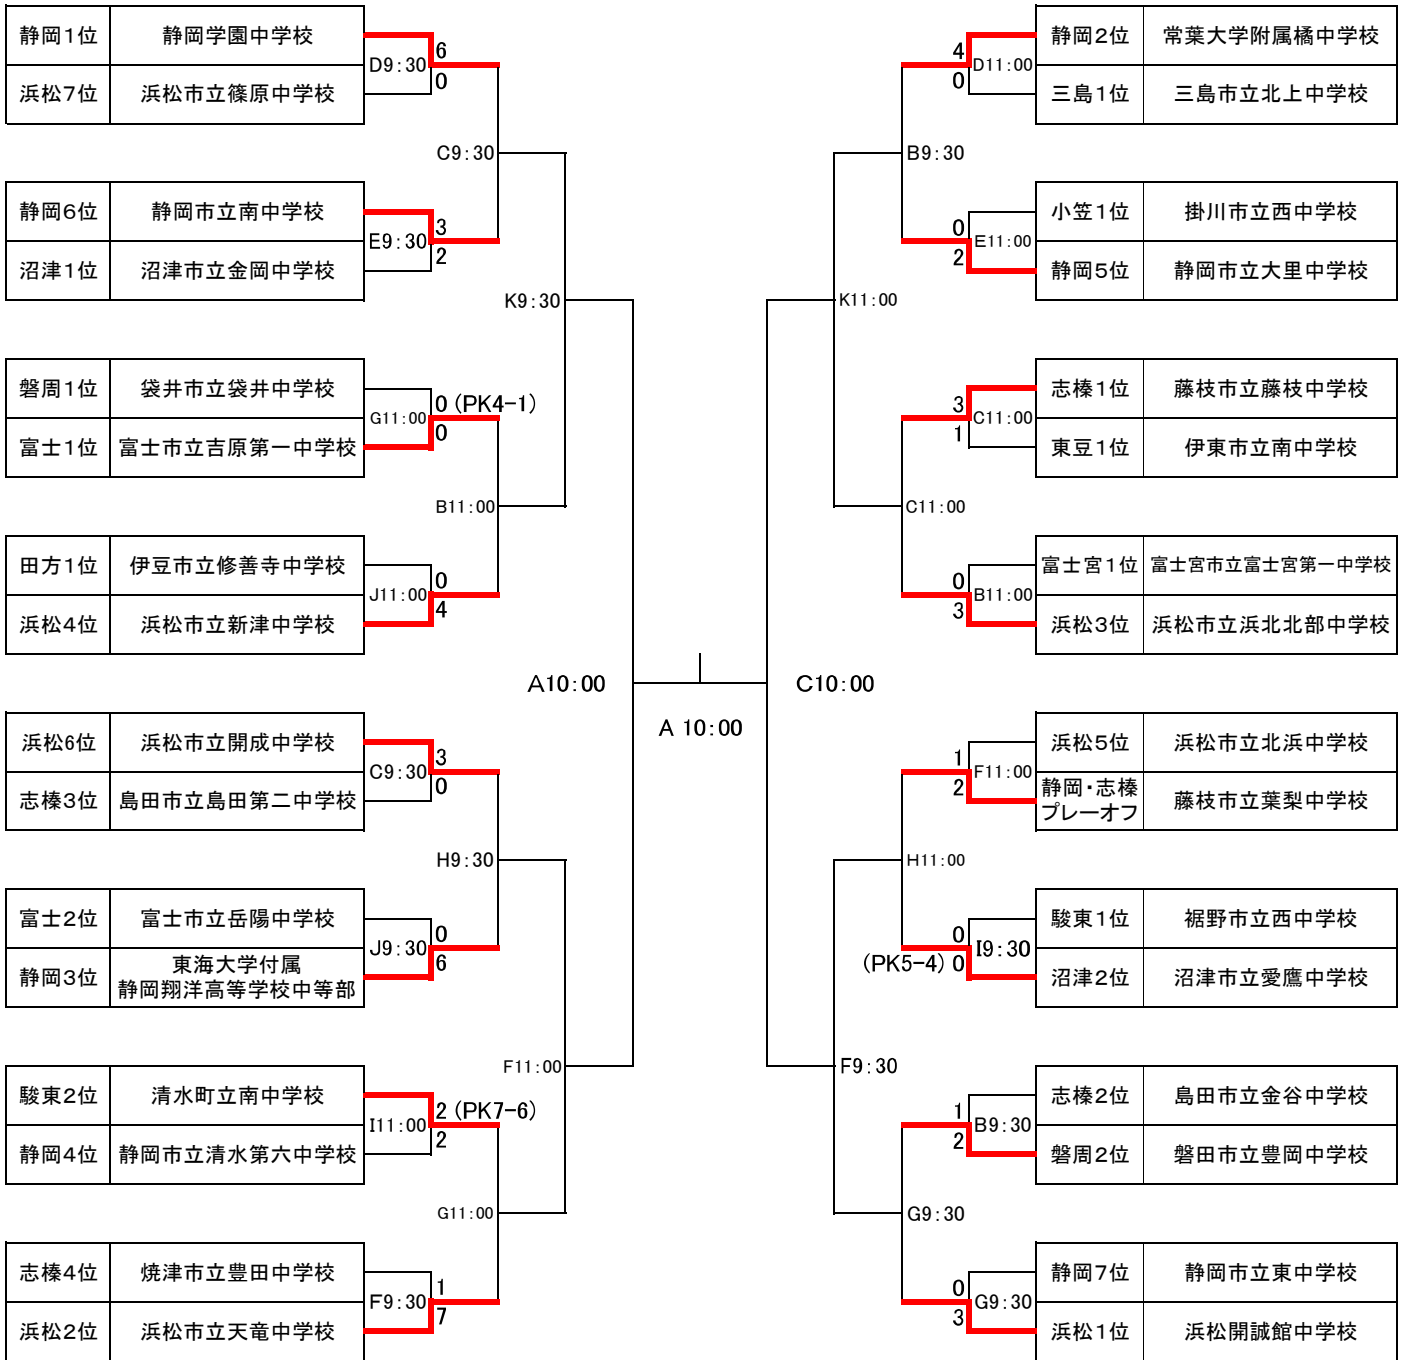 静岡1位 静岡学園中学校
D9:30
6
0
浜松7位 浜松市立篠原中学校
C9:30
静岡6位 静岡市立南中学校
E9:30
3
2
沼津1位 沼津市立金岡中学校
K9:30
磐周1位 袋井市立袋井中学校
G11:00
0 (PK4-1)
0
富士1位 富士市立吉原第一中学校
B11:00
田方1位 伊豆市立修善寺中学校
J11:00
0
4
浜松4位 浜松市立新津中学校
A10:00
浜松6位 浜松市立開成中学校
C9:30
3
0
志榛3位 島田市立島田第二中学校
H9:30
富士2位 富士市立岳陽中学校
J9:30
0
6
静岡3位 東海大学付属
静岡翔洋高等学校中等部
F11:00
駿東2位 清水町立南中学校
I11:00
2 (PK7-6)
2
静岡4位 静岡市立清水第六中学校
G11:00
志榛4位 焼津市立豊田中学校
F9:30
1
7
浜松2位 浜松市立天竜中学校
A 10:00
静岡2位 常葉大学附属橘中学校
4
0
D11:00
三島1位 三島市立北上中学校
B9:30
小笠1位 掛川市立西中学校
0
2
E11:00
静岡5位 静岡市立大里中学校
K11:00
志榛1位 藤枝市立藤枝中学校
3
1
C11:00
東豆1位 伊東市立南中学校
C11:00
富士宮1位 富士宮市立富士宮第一中学校
0
3
B11:00
浜松3位 浜松市立浜北北部中学校
C10:00
浜松5位 浜松市立北浜中学校
1
2
F11:00
静岡・志榛
プレーオフ 藤枝市立葉梨中学校
H11:00
駿東1位 裾野市立西中学校
0
(PK5-4) 0
I9:30
沼津2位 沼津市立愛鷹中学校
F9:30
志榛2位 島田市立金谷中学校
1
2
B9:30
磐周2位 磐田市立豊岡中学校
G9:30
静岡7位 静岡市立東中学校
0
3
G9:30
浜松1位 浜松開誠館中学校